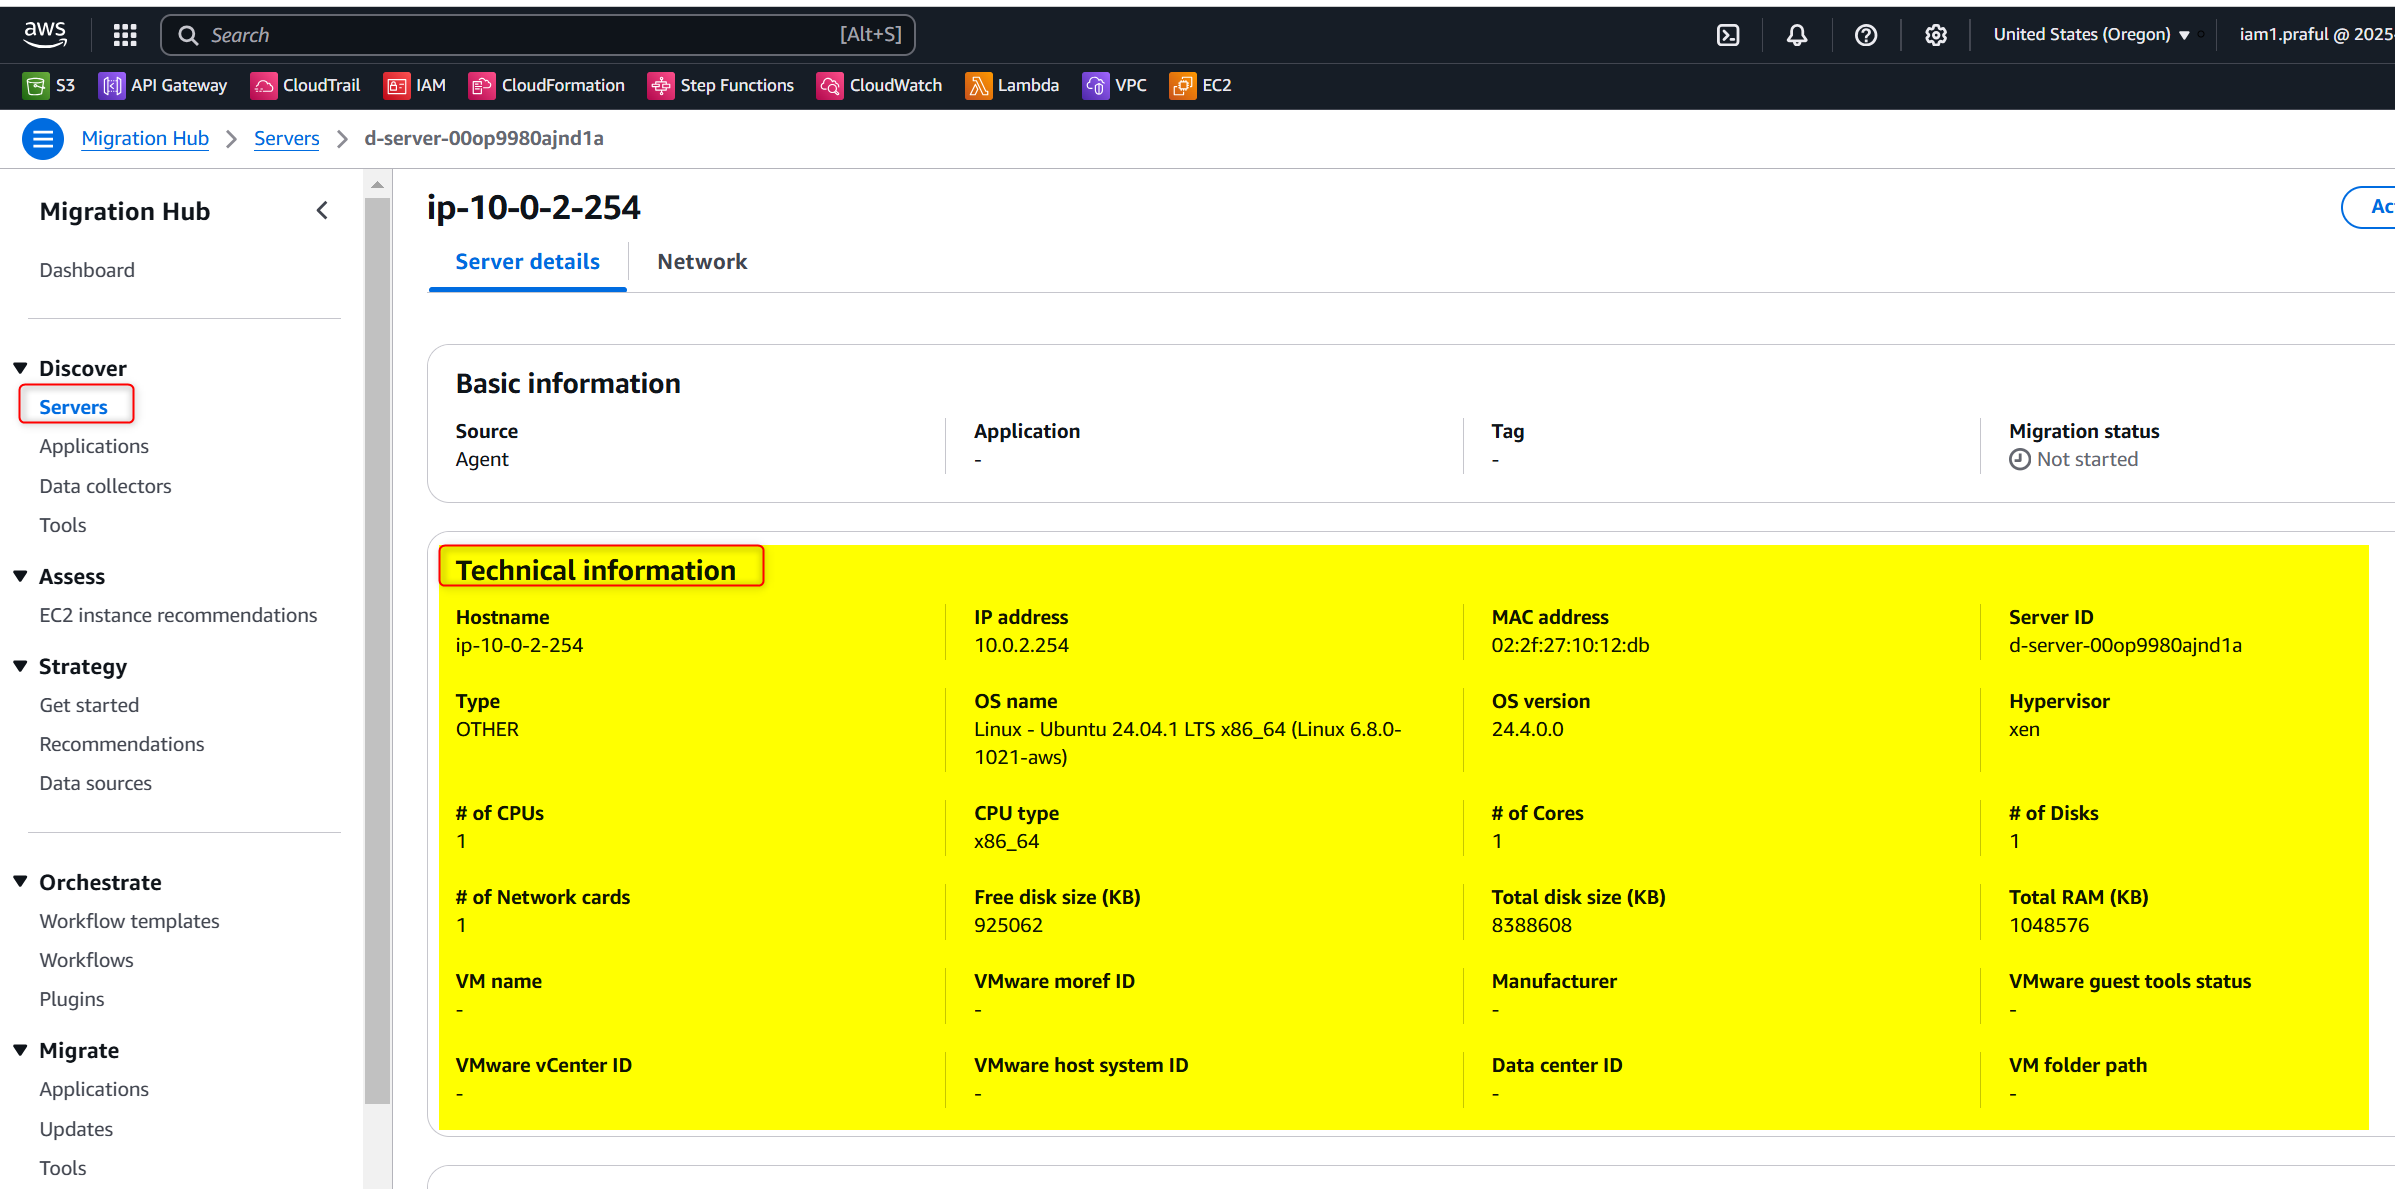 aws
Search [Alt+S]
United States (Oregon) ▼
iam1.praful @ 2025
S3 API Gateway CloudTrail IAM CloudFormation Step Functions CloudWatch Lambda VPC EC2
Migration Hub > Servers > d-server-00op9980ajnd1a
Migration Hub
Dashboard
Discover
Servers
Applications
Data collectors
Tools
Assess
EC2 instance recommendations
Strategy
Get started
Recommendations
Data sources
Orchestrate
Workflow templates
Workflows
Plugins
Migrate
Applications
Updates
Tools
ip-10-0-2-254
Ac
Server details Network
Basic information
Source
Agent
Application
-
Tag
-
Migration status
Not started
Technical information
Hostname
ip-10-0-2-254
IP address
10.0.2.254
MAC address
02:2f:27:10:12:db
Server ID
d-server-00op9980ajnd1a
Type
OTHER
OS name
Linux - Ubuntu 24.04.1 LTS x86_64 (Linux 6.8.0-
1021-aws)
OS version
24.4.0.0
Hypervisor
xen
# of CPUs
1
CPU type
x86_64
# of Cores
1
# of Disks
1
# of Network cards
1
Free disk size (KB)
925062
Total disk size (KB)
8388608
Total RAM (KB)
1048576
VM name
-
VMware moref ID
-
Manufacturer
-
VMware guest tools status
-
VMware vCenter ID
-
VMware host system ID
-
Data center ID
-
VM folder path
-